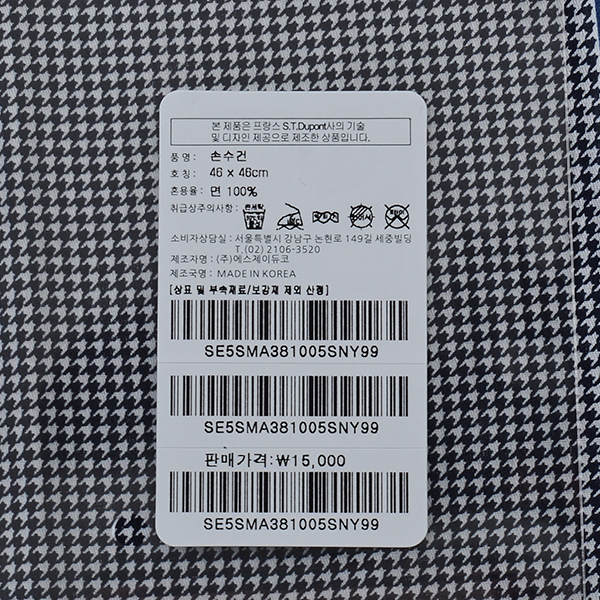 본 제품은 프랑스 S.T.Dupont사의 기술
및 디자인 제공으로 제조한 상품입니다.
품 명 : 손수건
호 칭 : 46 x 46cm
혼용율 : 면 100%
취급상주의사항 : 손세탁
소비자상담실 : 서울특별시 강남구 논현로 149길 세중빌딩
T.(02) 2106-3520
제조자명 : (주)에스제이듀코
제조국명 : MADE IN KOREA
[상표 및 부속재료/보강재 제외 산정]
SE5SMA381005SNY99
SE5SMA381005SNY99
판매가격:₩15,000
SE5SMA381005SNY99